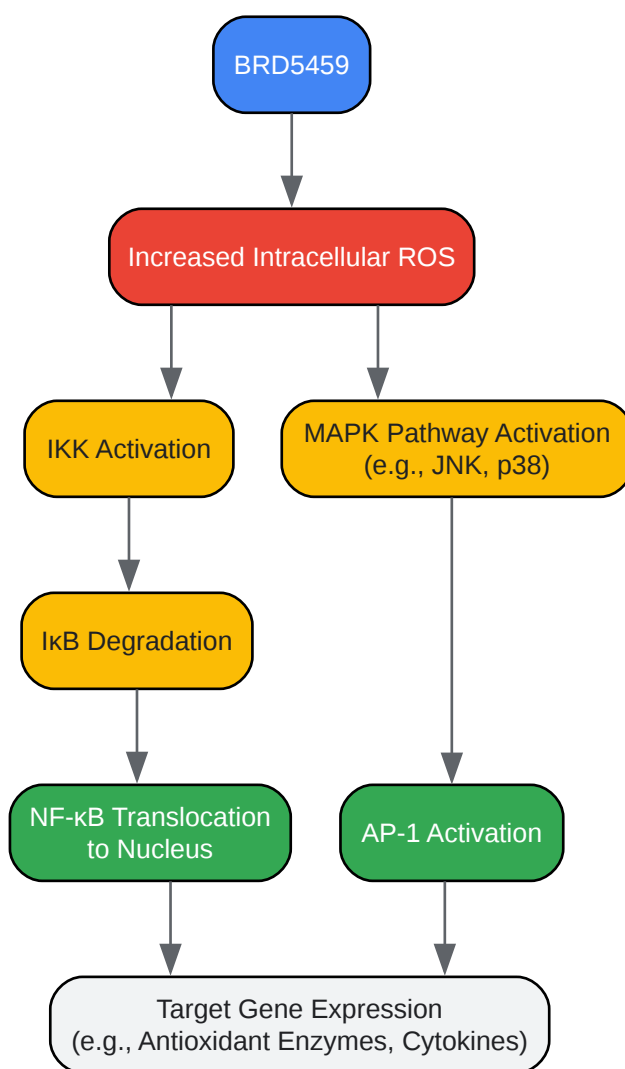 BRD5459
Increased Intracellular ROS
IKK Activation
MAPK Pathway Activation
(e.g., JNK, p38)
IκB Degradation
NF-κB Translocation
to Nucleus
AP-1 Activation
Target Gene Expression
(e.g., Antioxidant Enzymes, Cytokines)